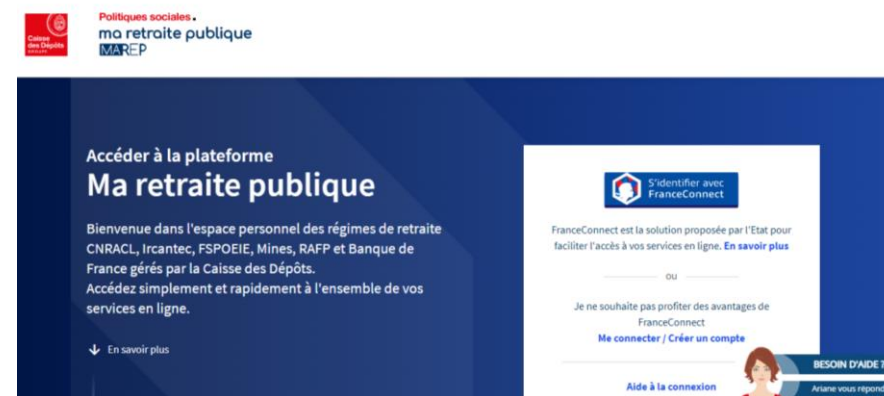 Caisse
des Dépôts
GROUPE
Politiques sociales.
ma retraite publique
MAREP
Accéder à la plateforme
Ma retraite publique
Bienvenue dans l'espace personnel des régimes de retraite
CNRACL, Ircantec, FSPOEIE, Mines, RAFP et Banque de
France gérés par la Caisse des Dépôts.
Accédez simplement et rapidement à l'ensemble de vos
services en ligne.
En savoir plus
S'identifier avec
FranceConnect
FranceConnect est la solution proposée par l'Etat pour
faciliter l'accès à vos services en ligne. En savoir plus
ou
Je ne souhaite pas profiter des avantages de
FranceConnect
Me connecter / Créer un compte
Aide à la connexion
BESOIN D'AIDE ?
Ariane vous répond